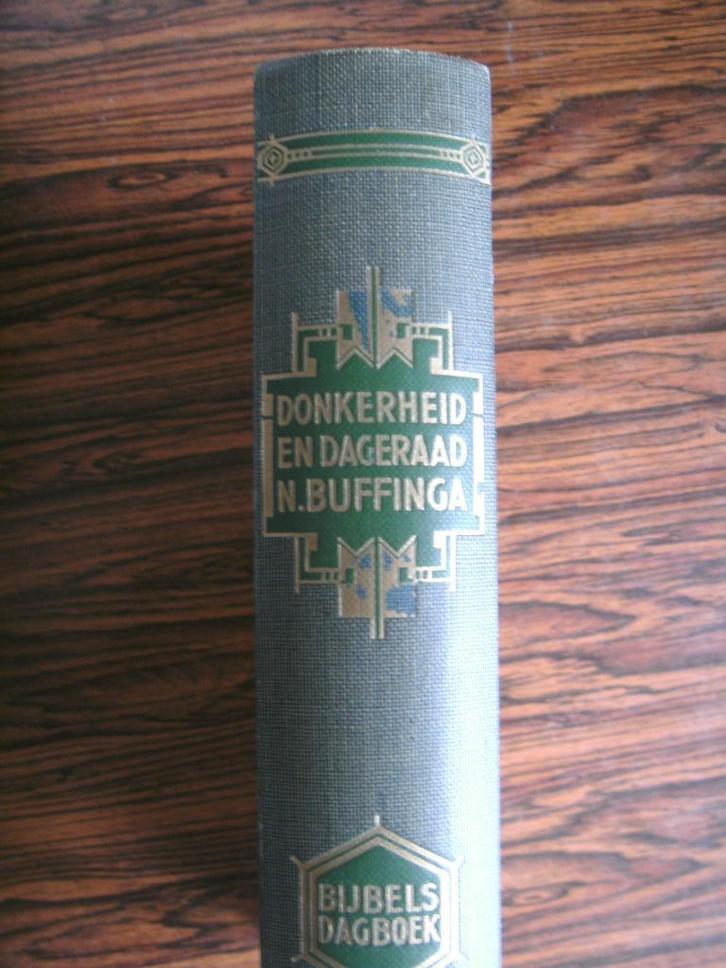 DONKERHEID
EN DAGERAAD
N. BUFFINGA
BIJBELS
DAGBOEK